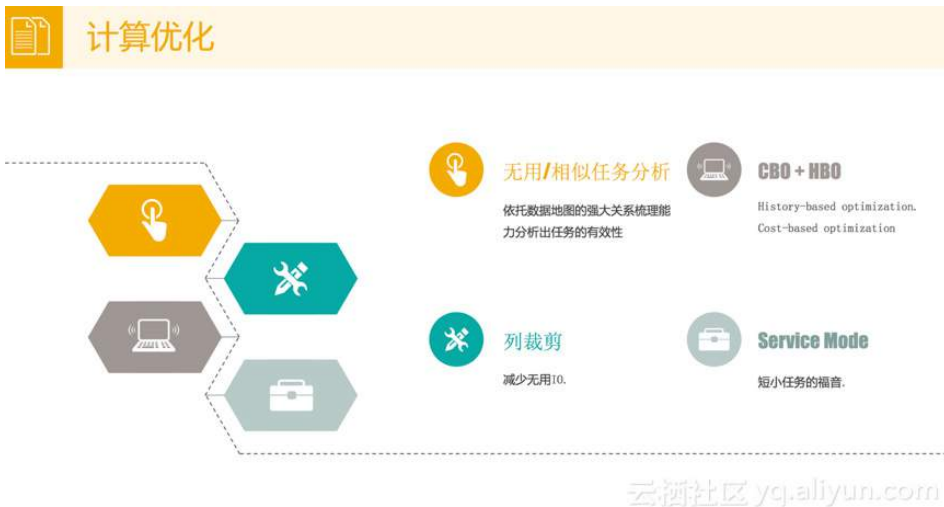 计算优化
无用/相似任务分析
依托数据地图的强大关系梳理能
力分析出任务的有效性
CBO + HBO
History-based optimization.
Cost-based optimization
列裁剪
减少无用IO.
Service Mode
短小任务的福音.
云栖社区 yq.aliyun.com